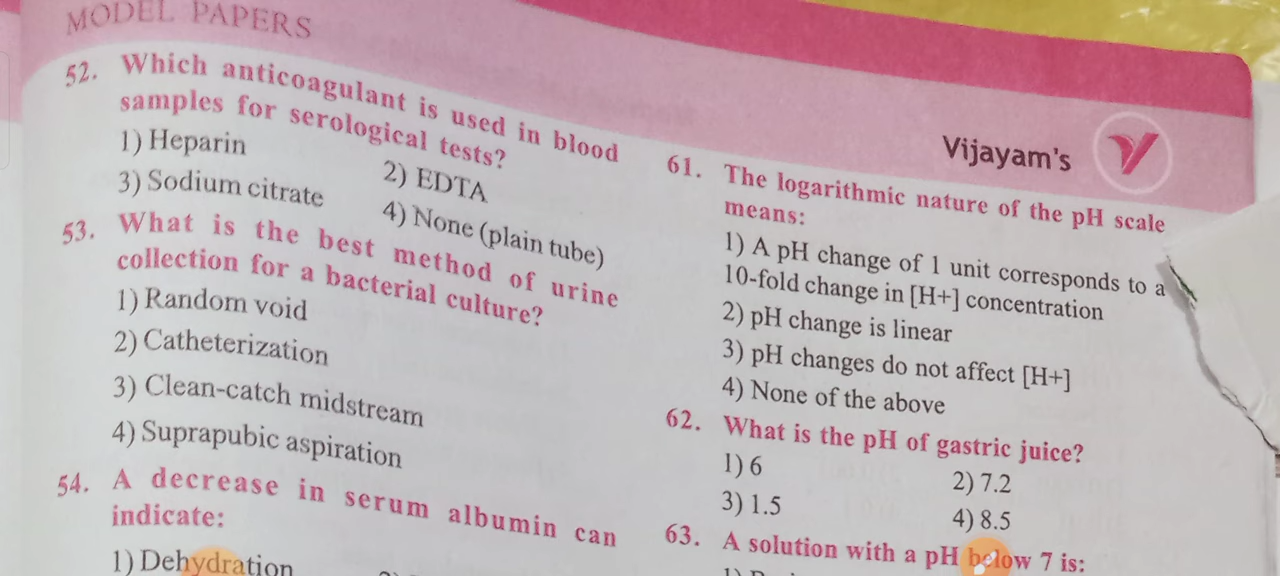 MODEL PAPERS
52. Which anticoagulant is used in blood
samples for serological tests?
1) Heparin
2) EDTA
3) Sodium citrate
4) None (plain tube)
53. What is the best method of urine
collection for a bacterial culture?
1) Random void
2) Catheterization
3) Clean-catch midstream
4) Suprapubic aspiration
54. A decrease in serum albumin can
indicate:
1) Dehydration
Vijayam's
61. The logarithmic nature of the pH scale
means:
1) A pH change of 1 unit corresponds to a
10-fold change in [H+] concentration
2) pH change is linear
3) pH changes do not affect [H+]
4) None of the above
62. What is the pH of gastric juice?
1) 6
2) 7.2
3) 1.5
4) 8.5
63. A solution with a pH below 7 is: